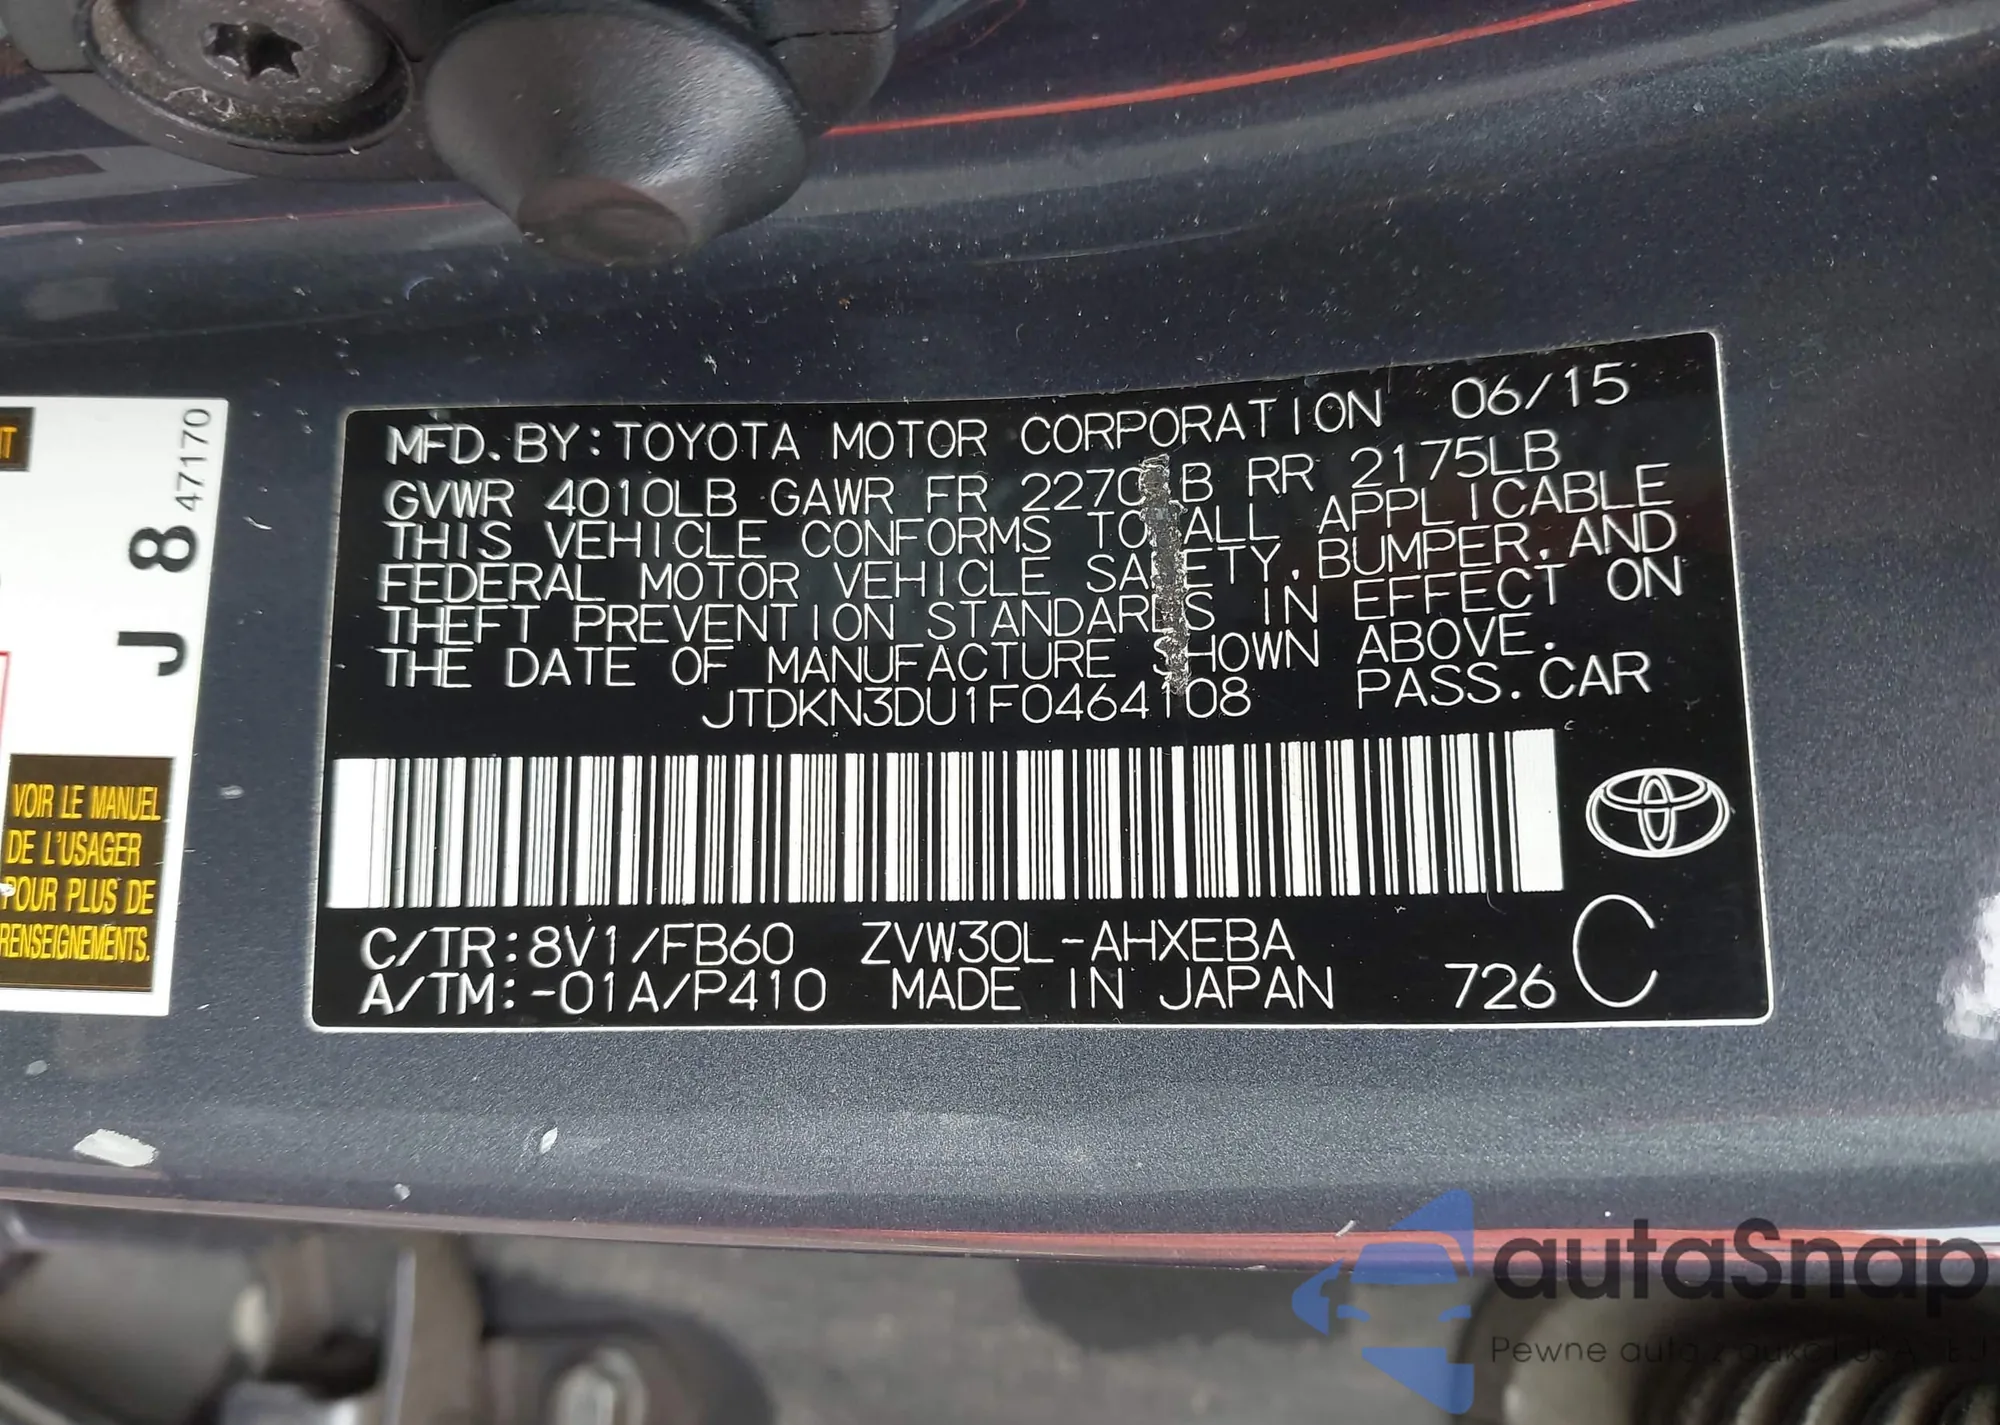 MFD. BY: TOYOTA MOTOR CORPORATION 06/15
GVWR 4010LB GAWR FR 2270LB RR 2175LB
THIS VEHICLE CONFORMS TO ALL APPLICABLE
FEDERAL MOTOR VEHICLE SAFETY, BUMPER, AND
THEFT PREVENTION STANDARDS IN EFFECT ON
THE DATE OF MANUFACTURE SHOWN ABOVE.
JTDKN3DU1F0464108 PASS. CAR
C/TR: 8V1/FB60 ZVW30L-AHXEBA
A/TM: -01A/P410 MADE IN JAPAN 726 C
J 8 47170
VOIR LE MANUEL
DE L'USAGER
POUR PLUS DE
RENSEIGNEMENTS.
autaSnap
Pewne auta z aukcji